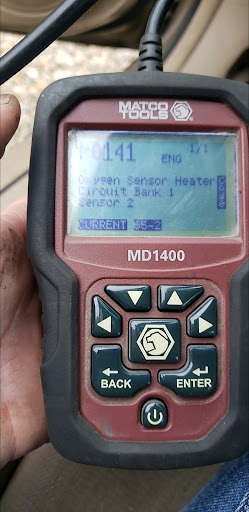 MATCO
TOOLS
P0141 ENG 1/1
Oxygen Sensor Heater
Circuit Bank 1
Sensor 2
CURRENT
MD1400
BACK
ENTER